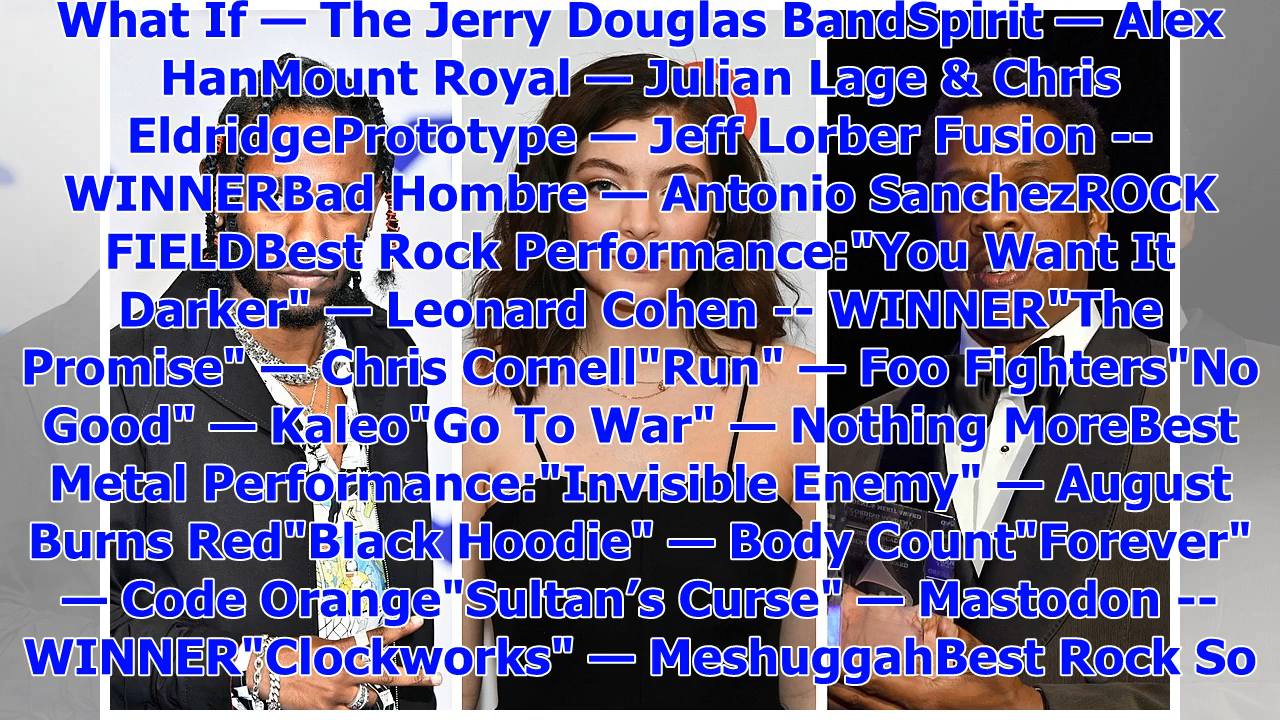 What If — The Jerry Douglas BandSpirit — Alex
HanMount Royal — Julian Lage & Chris
EldridgePrototype — Jeff Lorber Fusion --
WINNERBad Hombre — Antonio SanchezROCK
FIELDBest Rock Performance:"You Want It
Darker" — Leonard Cohen -- WINNER"The
Promise" — Chris Cornell"Run" — Foo Fighters"No
Good" — Kaleo"Go To War" — Nothing MoreBest
Metal Performance:"Invisible Enemy" — August
Burns Red"Black Hoodie" — Body Count"Forever"
— Code Orange"Sultan’s Curse" — Mastodon --
WINNER"Clockworks" — MeshuggahBest Rock So